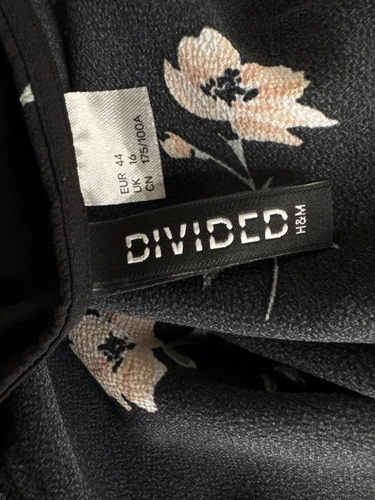 EUR 44
UK 16
CN 175/100A
DIVIDED
H&M